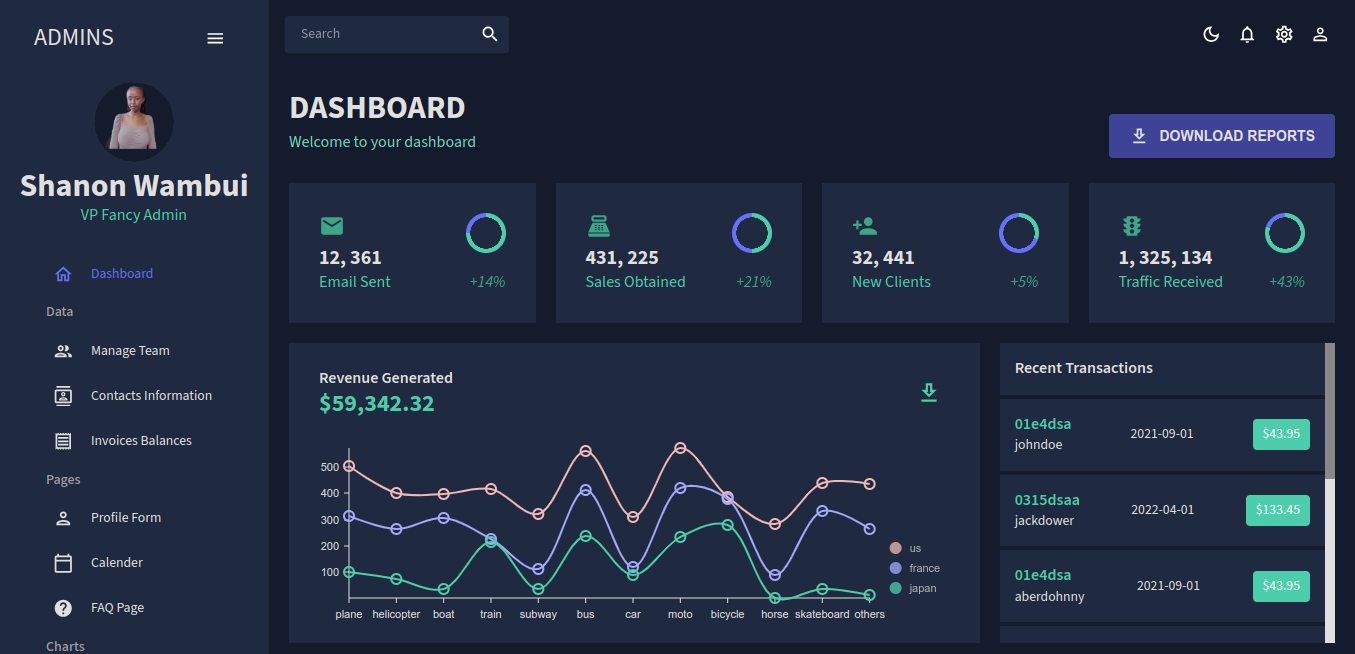 ADMINS
Search
Shanon Wambui
VP Fancy Admin
Dashboard
Data
Manage Team
Contacts Information
Invoices Balances
Pages
Profile Form
Calender
FAQ Page
Charts
DASHBOARD
Welcome to your dashboard
DOWNLOAD REPORTS
12, 361
Email Sent
+14%
431, 225
Sales Obtained
+21%
32, 441
New Clients
+5%
1, 325, 134
Traffic Received
+43%
Revenue Generated
$59,342.32
500
400
300
200
100
plane helicopter boat train subway bus car moto bicycle horse skateboard others
us
france
japan
Recent Transactions
01e4dsa
johndoe
2021-09-01
$43.95
0315dsaa
jackdower
2022-04-01
$133.45
01e4dsa
aberdohnny
2021-09-01
$43.95